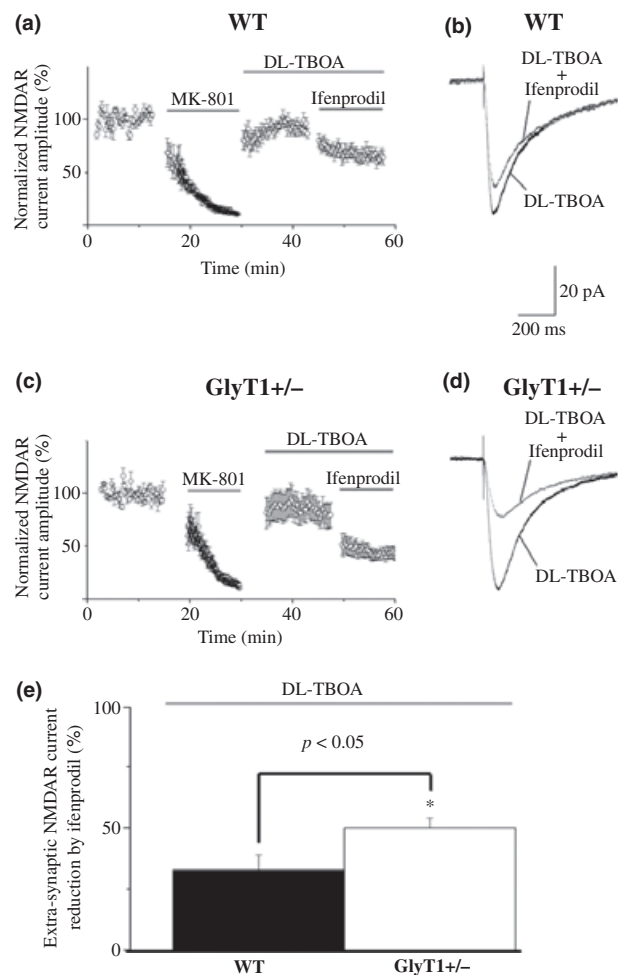 (a)
WT
Normalized NMDAR
current amplitude (%)
DL-TBOA
MK-801
Ifenprodil
100
50
0
20
40
60
Time (min)
(b)
WT
DL-TBOA
+
Ifenprodil
DL-TBOA
20 pA
200 ms
(c)
GlyT1+/–
Normalized NMDAR
current amplitude (%)
DL-TBOA
MK-801
Ifenprodil
100
50
0
20
40
60
Time (min)
(d)
GlyT1+/–
DL-TBOA
+
Ifenprodil
DL-TBOA
(e)
DL-TBOA
Extra-synaptic NMDAR current
reduction by ifenprodil (%)
100
50
0
p < 0.05
*
WT
GlyT1+/–